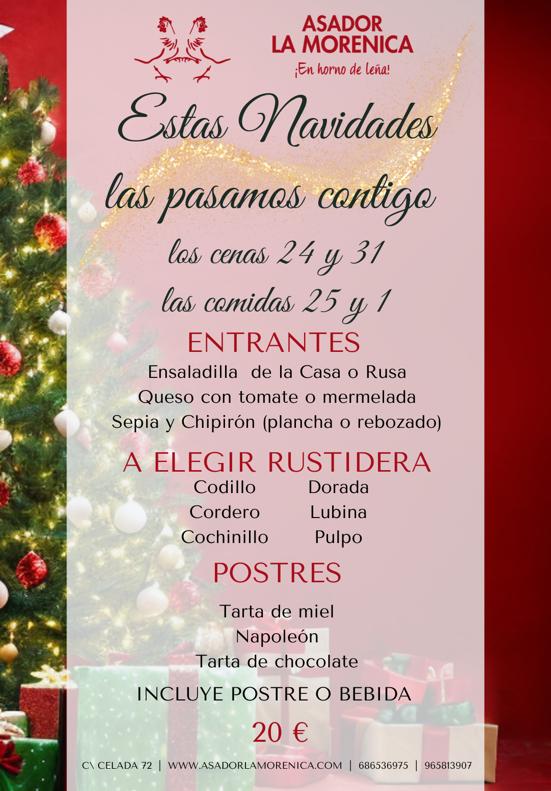 ASADOR
LA MORENICA
¡En horno de leña!
Estas Navidades
las pasamos contigo
los cenas 24 y 31
las comidas 25 y 1
ENTRANTES
Ensaladilla de la Casa o Rusa
Queso con tomate o mermelada
Sepia y Chipirón (plancha o rebozado)
A ELEGIR RUSTIDERA
Codillo Dorada
Cordero Lubina
Cochinillo Pulpo
POSTRES
Tarta de miel
Napoleón
Tarta de chocolate
INCLUYE POSTRE O BEBIDA
20 €
C\ CELADA 72 | WWW.ASADORLAMORENICA.COM | 686536975 | 965813907